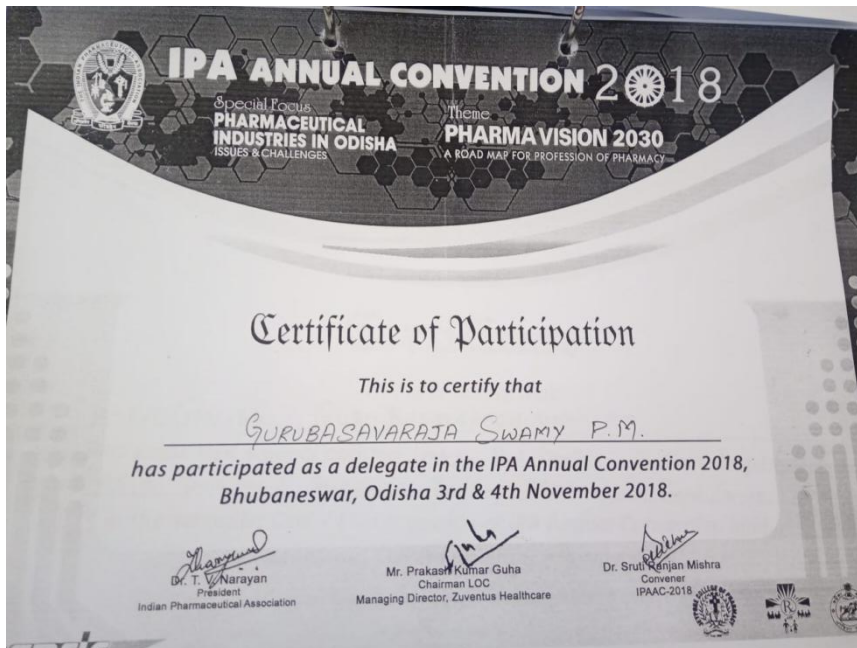 IPA ANNUAL CONVENTION 2018
Special Focus
PHARMACEUTICAL
INDUSTRIES IN ODISHA
ISSUES & CHALLENGES
Theme
PHARMA VISION 2030
A ROAD MAP FOR PROFESSION OF PHARMACY
Certificate of Participation
This is to certify that
GURUBASAVARAJA SWAMY P.M.
has participated as a delegate in the IPA Annual Convention 2018,
Bhubaneswar, Odisha 3rd & 4th November 2018.
Dr. T. V. Narayan
President
Indian Pharmaceutical Association
Mr. Prakash Kumar Guha
Chairman LOC
Managing Director, Zuventus Healthcare
Dr. Sruti Ranjan Mishra
Convener
IPAAC-2018